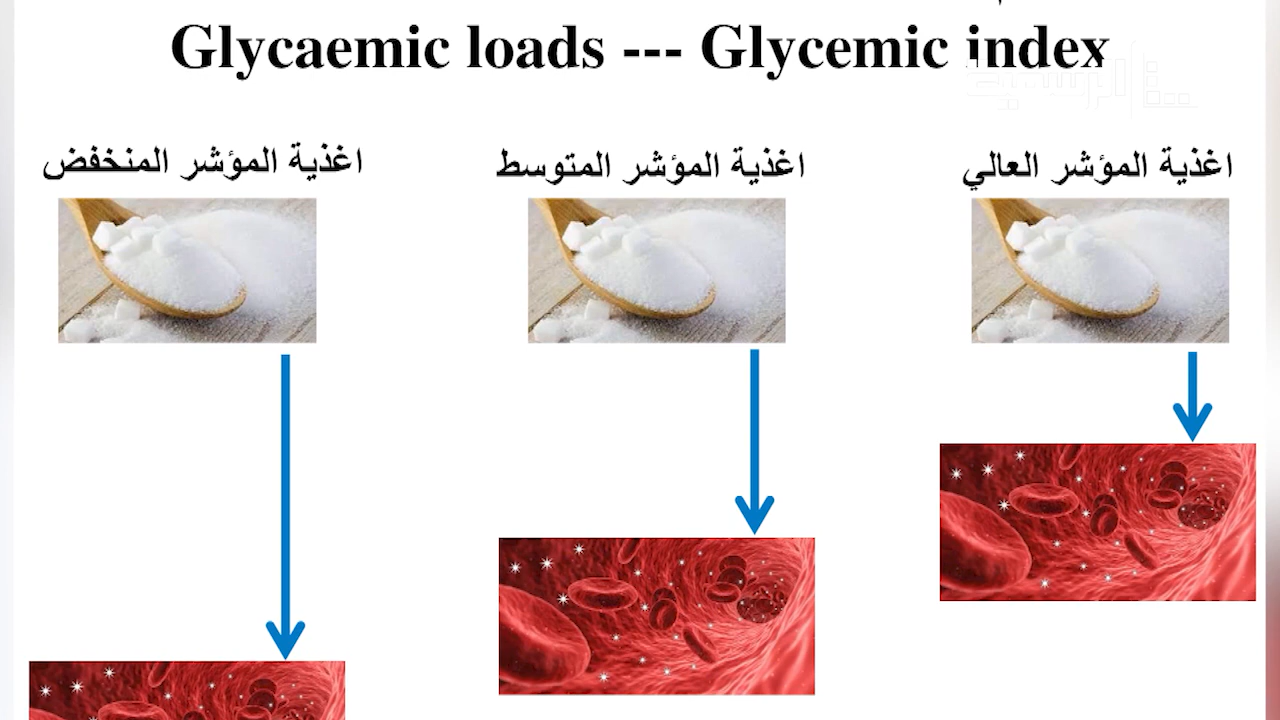 Glycaemic loads --- Glycemic index
اغذية المؤشر العالي
اغذية المؤشر المتوسط
اغذية المؤشر المنخفض